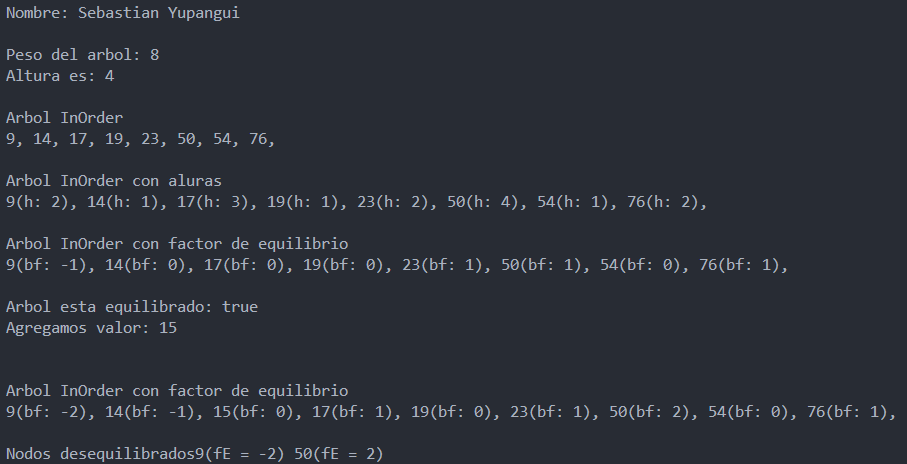 Nombre: Sebastian Yupangui
Peso del arbol: 8
Altura es: 4
Arbol InOrder
9, 14, 17, 19, 23, 50, 54, 76,
Arbol InOrder con aluras
9(h: 2), 14(h: 1), 17(h: 3), 19(h: 1), 23(h: 2), 50(h: 4), 54(h: 1), 76(h: 2),
Arbol InOrder con factor de equilibrio
9(bf: -1), 14(bf: 0), 17(bf: 0), 19(bf: 0), 23(bf: 1), 50(bf: 1), 54(bf: 0), 76(bf: 1),
Arbol esta equilibrado: true
Agregamos valor: 15
Arbol InOrder con factor de equilibrio
9(bf: -2), 14(bf: -1), 15(bf: 0), 17(bf: 1), 19(bf: 0), 23(bf: 1), 50(bf: 2), 54(bf: 0), 76(bf: 1),
Nodos desequilibrados9(fE = -2) 50(fE = 2)